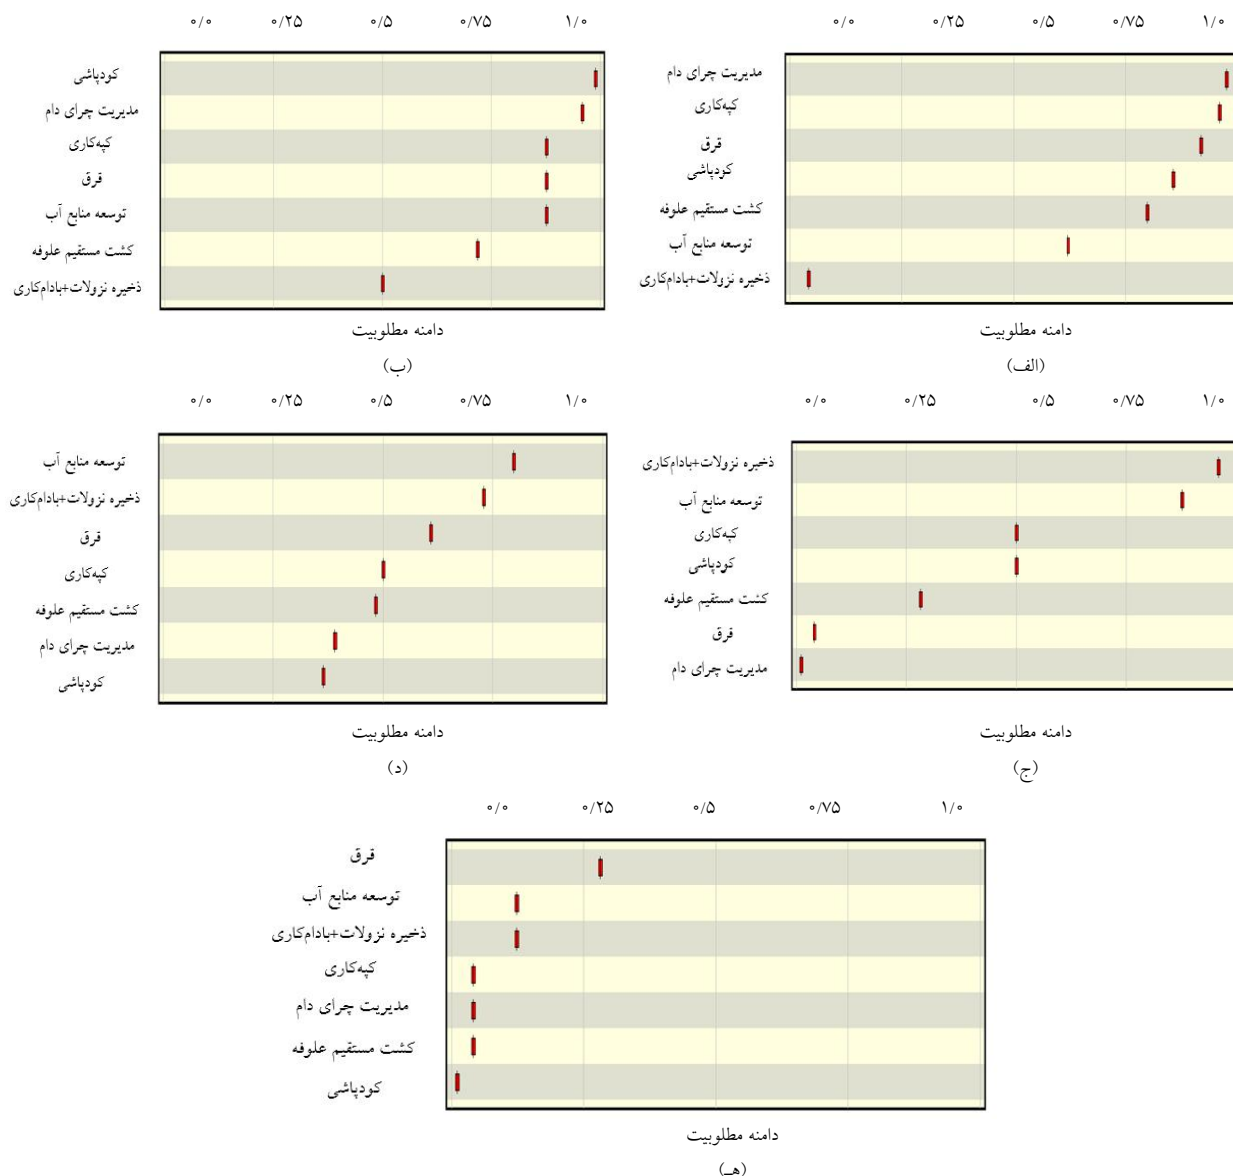 ۰/۰ ۰/۲۵ ۰/۵ ۰/۷۵ ۱/۰
مدیریت چرای دام
کپه‌کاری
قرق
کودپاشی
کشت مستقیم علوفه
توسعه منابع آب
ذخیره نزولات+بادام‌کاری
دامنه مطلوبیت
(الف)
۰/۰ ۰/۲۵ ۰/۵ ۰/۷۵ ۱/۰
کودپاشی
مدیریت چرای دام
کپه‌کاری
قرق
توسعه منابع آب
کشت مستقیم علوفه
ذخیره نزولات+بادام‌کاری
دامنه مطلوبیت
(ب)
۰/۰ ۰/۲۵ ۰/۵ ۰/۷۵ ۱/۰
ذخیره نزولات+بادام‌کاری
توسعه منابع آب
کپه‌کاری
کودپاشی
کشت مستقیم علوفه
قرق
مدیریت چرای دام
دامنه مطلوبیت
(ج)
۰/۰ ۰/۲۵ ۰/۵ ۰/۷۵ ۱/۰
توسعه منابع آب
ذخیره نزولات+بادام‌کاری
قرق
کپه‌کاری
کشت مستقیم علوفه
مدیریت چرای دام
کودپاشی
دامنه مطلوبیت
(د)
۰/۰ ۰/۲۵ ۰/۵ ۰/۷۵ ۱/۰
قرق
توسعه منابع آب
ذخیره نزولات+بادام‌کاری
کپه‌کاری
مدیریت چرای دام
کشت مستقیم علوفه
کودپاشی
دامنه مطلوبیت
(هـ)